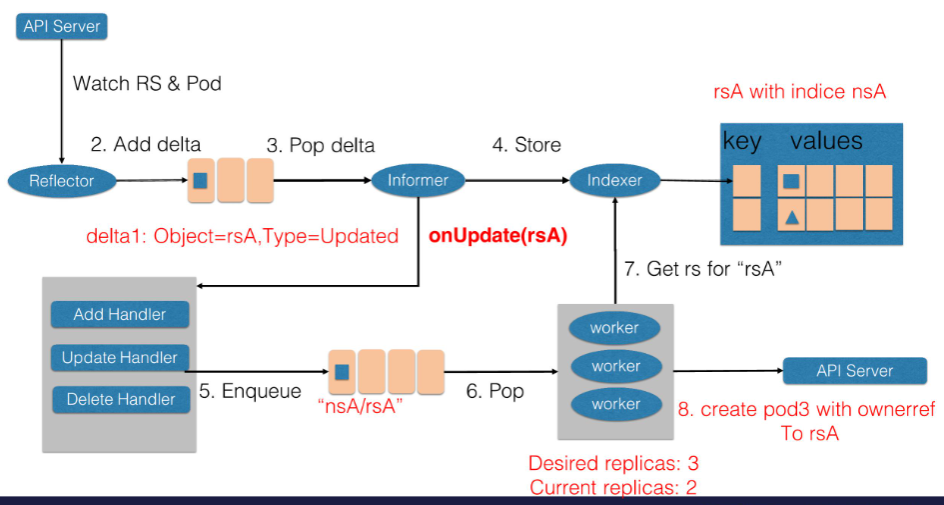 API Server
Watch RS & Pod
rsA with indice nsA
2. Add delta
3. Pop delta
4. Store
key
values
Reflector
Informer
Indexer
delta1: Object=rsA,Type=Updated
onUpdate(rsA)
7. Get rs for “rsA”
Add Handler
Update Handler
Delete Handler
5. Enqueue
“nsA/rsA”
6. Pop
worker
worker
worker
API Server
8. create pod3 with ownerref
To rsA
Desired replicas: 3
Current replicas: 2